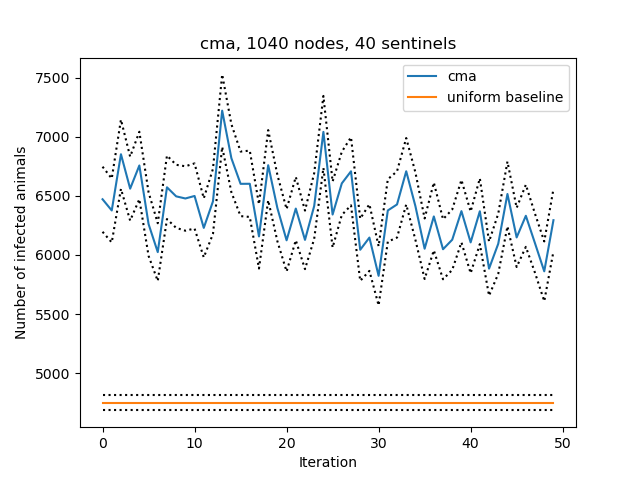 cma, 1040 nodes, 40 sentinels
cma
uniform baseline
7500
7000
6500
6000
5500
5000
Number of infected animals
0 10 20 30 40 50
Iteration